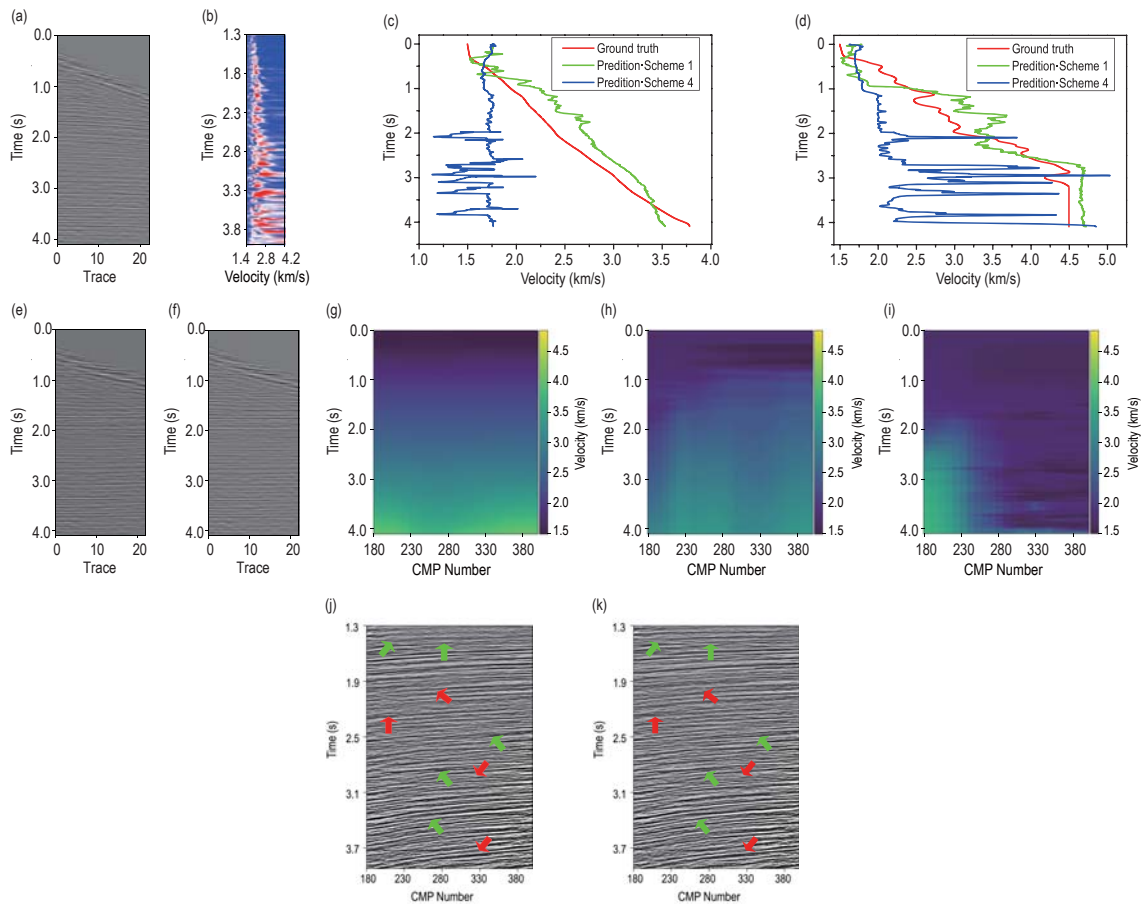 (a)
0.0
1.0
2.0
3.0
4.0
Time (s)
0 10 20
Trace
(b)
1.3
1.8
2.3
2.8
3.3
3.8
1.4 2.8 4.2
Velocity (km/s)
(c)
Ground truth
Predition·Scheme 1
Predition·Scheme 4
0
1
2
3
4
Time (s)
1.0 1.5 2.0 2.5 3.0 3.5 4.0
Velocity (km/s)
(d)
Ground truth
Predition·Scheme 1
Predition·Scheme 4
0
1
2
3
4
Time (s)
1.5 2.0 2.5 3.0 3.5 4.0 4.5 5.0
Velocity (km/s)
(e)
0.0
1.0
2.0
3.0
4.0
Time (s)
0 10 20
Trace
(f)
0.0
1.0
2.0
3.0
4.0
Time (s)
0 10 20
Trace
(g)
0.0
1.0
2.0
3.0
4.0
Time (s)
180 230 280 330 380
CMP Number
4.5
4.0
3.5
3.0
2.5
2.0
1.5
Velocity (km/s)
(h)
0.0
1.0
2.0
3.0
4.0
Time (s)
180 230 280 330 380
CMP Number
4.5
4.0
3.5
3.0
2.5
2.0
1.5
Velocity (km/s)
(i)
0.0
1.0
2.0
3.0
4.0
Time (s)
180 230 280 330 380
CMP Number
4.5
4.0
3.5
3.0
2.5
2.0
1.5
Velocity (km/s)
(j)
1.3
1.9
2.5
3.1
3.7
Time (s)
180 230 280 330 380
CMP Number
(k)
1.3
1.9
2.5
3.1
3.7
Time (s)
180 230 280 330 380
CMP Number